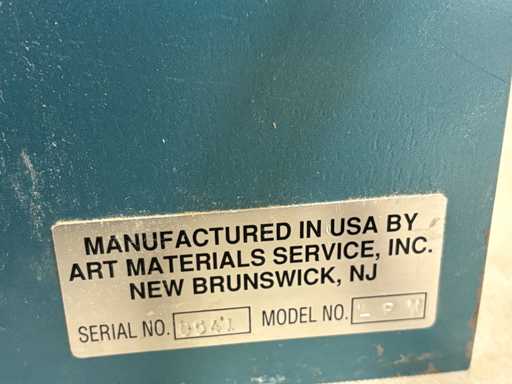 MANUFACTURED IN USA BY
ART MATERIALS SERVICE, INC.
NEW BRUNSWICK, NJ
SERIAL NO. MODEL NO.